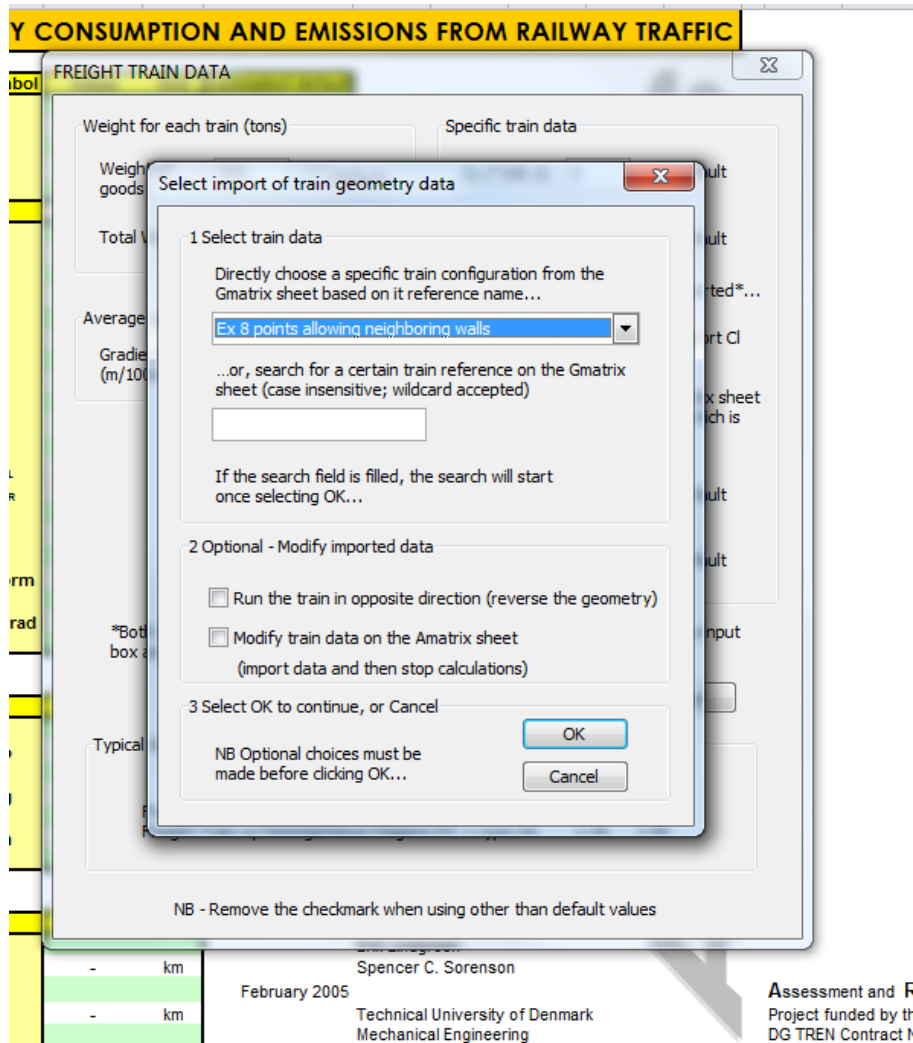 Y CONSUMPTION AND EMISSIONS FROM RAILWAY TRAFFIC
FREIGHT TRAIN DATA
Weight for each train (tons)
Specific train data
Weight
goods
Total
Average
Select import of train geometry data
1 Select train data
Directly choose a specific train configuration from the
Gmatrix sheet based on it reference name...
Ex 8 points allowing neighboring walls
...or, search for a certain train reference on the Gmatrix
sheet (case insensitive; wildcard accepted)
If the search field is filled, the search will start
once selecting OK...
2 Optional - Modify imported data
Run the train in opposite direction (reverse the geometry)
Modify train data on the Amatrix sheet
(import data and then stop calculations)
3 Select OK to continue, or Cancel
NB Optional choices must be
made before clicking OK...
OK
Cancel
x sheet
ich is
nput
*Both
box a
Typical
NB - Remove the checkmark when using other than default values
- km
Spencer C. Sorenson
February 2005
- km
Technical University of Denmark
Mechanical Engineering
Assessment and R
Project funded by th
DG TREN Contract N